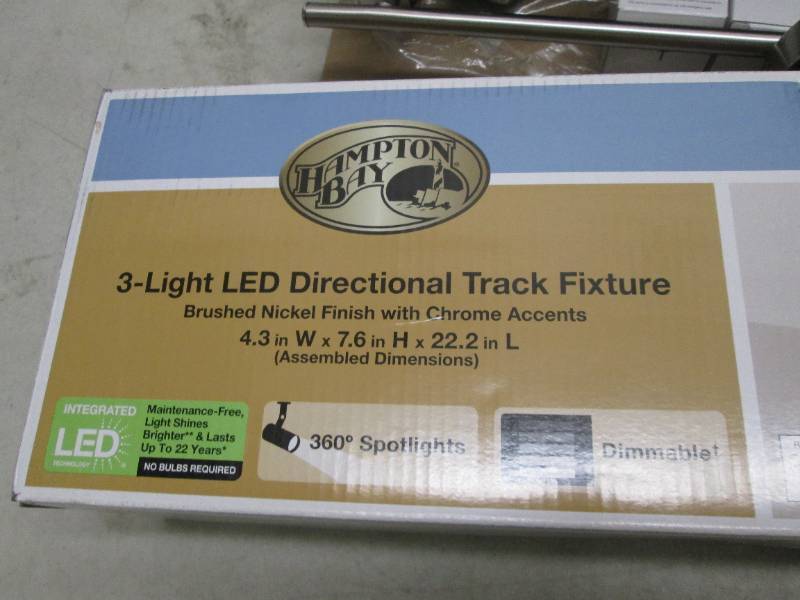 HAMPTON
BAY
3-Light LED Directional Track Fixture
Brushed Nickel Finish with Chrome Accents
4.3 in W x 7.6 in H x 22.2 in L
(Assembled Dimensions)
INTEGRATED
LED
TECHNOLOGY
Maintenance-Free,
Light Shines
Brighter** & Lasts
Up To 22 Years*
NO BULBS REQUIRED
360° Spotlights
Dimmable†